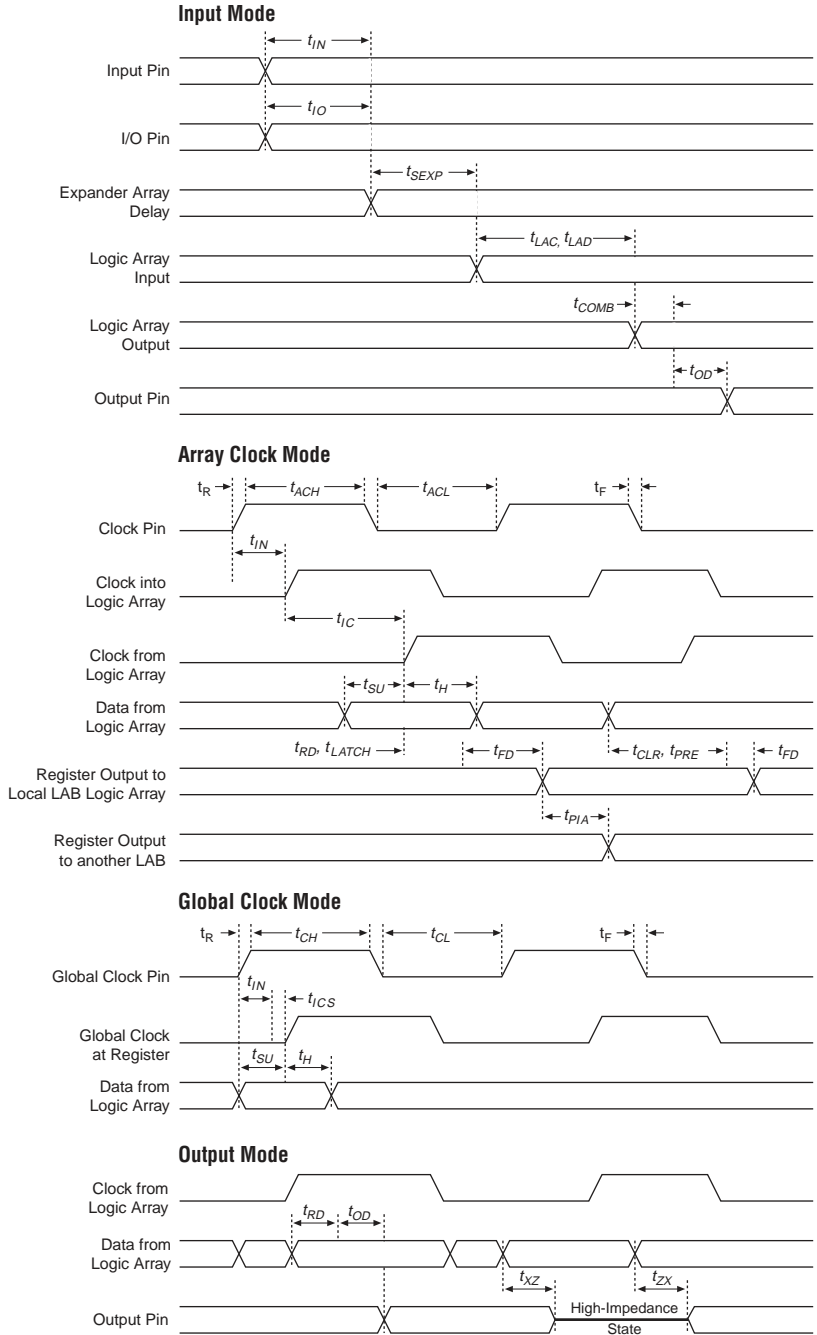 Input Mode
tIN
Input Pin
tIO
I/O Pin
tSEXP
Expander Array
Delay
tLAC, tLAD
Logic Array
Input
tCOMB
Logic Array
Output
tOD
Output Pin
Array Clock Mode
tR
tACH
tACL
tF
Clock Pin
tIN
Clock into
Logic Array
tIC
Clock from
Logic Array
tSU
tH
Data from
Logic Array
tRD, tLATCH
tFD
tCLR, tPRE
tFD
Register Output to
Local LAB Logic Array
tPIA
Register Output
to another LAB
Global Clock Mode
tR
tCH
tCL
tF
Global Clock Pin
tIN
tICS
Global Clock
at Register
tSU
tH
Data from
Logic Array
Output Mode
Clock from
Logic Array
tRD
tOD
Data from
Logic Array
tXZ
tZX
Output Pin
High-Impedance
State